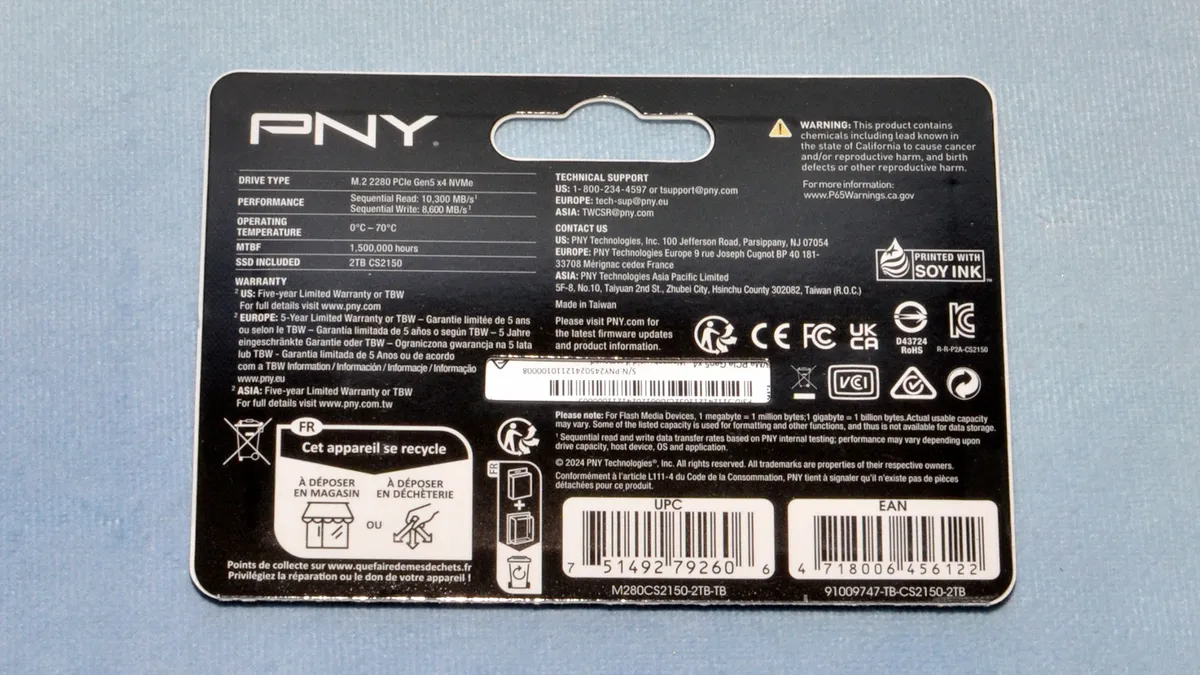 PNY
DRIVE TYPE M.2 2280 PCIe Gen5 x4 NVMe
PERFORMANCE Sequential Read: 10,300 MB/s¹
Sequential Write: 8,600 MB/s¹
OPERATING TEMPERATURE 0°C – 70°C
MTBF 1,500,000 hours
SSD INCLUDED 2TB CS2150
WARRANTY
² US: Five-year Limited Warranty or TBW
For full details visit www.pny.com
² EUROPE: 5-Year Limited Warranty or TBW – Garantie limitée de 5 ans
ou selon le TBW – Garantía limitada de 5 años o según TBW – 5 Jahre
eingeschränkte Garantie oder TBW – Ograniczona gwarancja na 5 lata
lub TBW - Garantia limitada de 5 Anos ou de acordo
com a TBW Information / Información / Informacje / Informação
www.pny.eu
² ASIA: Five-year Limited Warranty or TBW
For full details visit www.pny.com.tw
FR
Cet appareil se recycle
À DÉPOSER
EN MAGASIN
OU
À DÉPOSER
EN DÉCHÈTERIE
Points de collecte sur www.quefairedemesdechets.fr
Privilégiez la réparation ou le don de votre appareil !
TECHNICAL SUPPORT
US: 1-800-234-4597 or tsupport@pny.com
EUROPE: tech-sup@pny.eu
ASIA: TWCSR@pny.com
CONTACT US
US: PNY Technologies, Inc. 100 Jefferson Road, Parsippany, NJ 07054
EUROPE: PNY Technologies Europe 9 rue Joseph Cugnot BP 40 181-
33708 Mérignac cedex France
ASIA: PNY Technologies Asia Pacific Limited
5F-8, No.10, Taiyuan 2nd St., Zhubei City, Hsinchu County 302082, Taiwan (R.O.C.)
Made in Taiwan
Please visit PNY.com for
the latest firmware updates
and product information.
WARNING: This product contains
chemicals including lead known in
the state of California to cause cancer
and/or reproductive harm, and birth
defects or other reproductive harm.
For more information:
www.P65Warnings.ca.gov
PRINTED WITH
SOY INK
CE
FC
UK
CA
D43724
RoHS
R-R-P2A-CS2150
VCI
S/N:PNY24502412110100008
Please note: For Flash Media Devices, 1 megabyte = 1 million bytes;1 gigabyte = 1 billion bytes.Actual usable capacity
may vary. Some of the listed capacity is used for formatting and other functions, and thus is not available for data storage.
¹ Sequential read and write data transfer rates based on PNY internal testing; performance may vary depending upon
drive capacity, host device, OS and application.
© 2024 PNY Technologies®, Inc. All rights reserved. All trademarks are properties of their respective owners.
Conformément à l'article L111-4 du Code de la Consommation, PNY tient à signaler qu'il n'existe pas de pièces
détachées pour ce produit.
FR
+
UPC
7 51492 79260 6
M280CS2150-2TB-TB
EAN
4 718006 456122
91009747-TB-CS2150-2TB